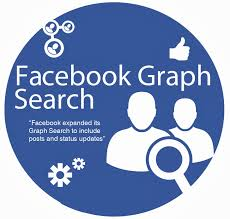 Facebook Graph
Search
"Facebook expanded its
Graph Search to include
posts and status updates"